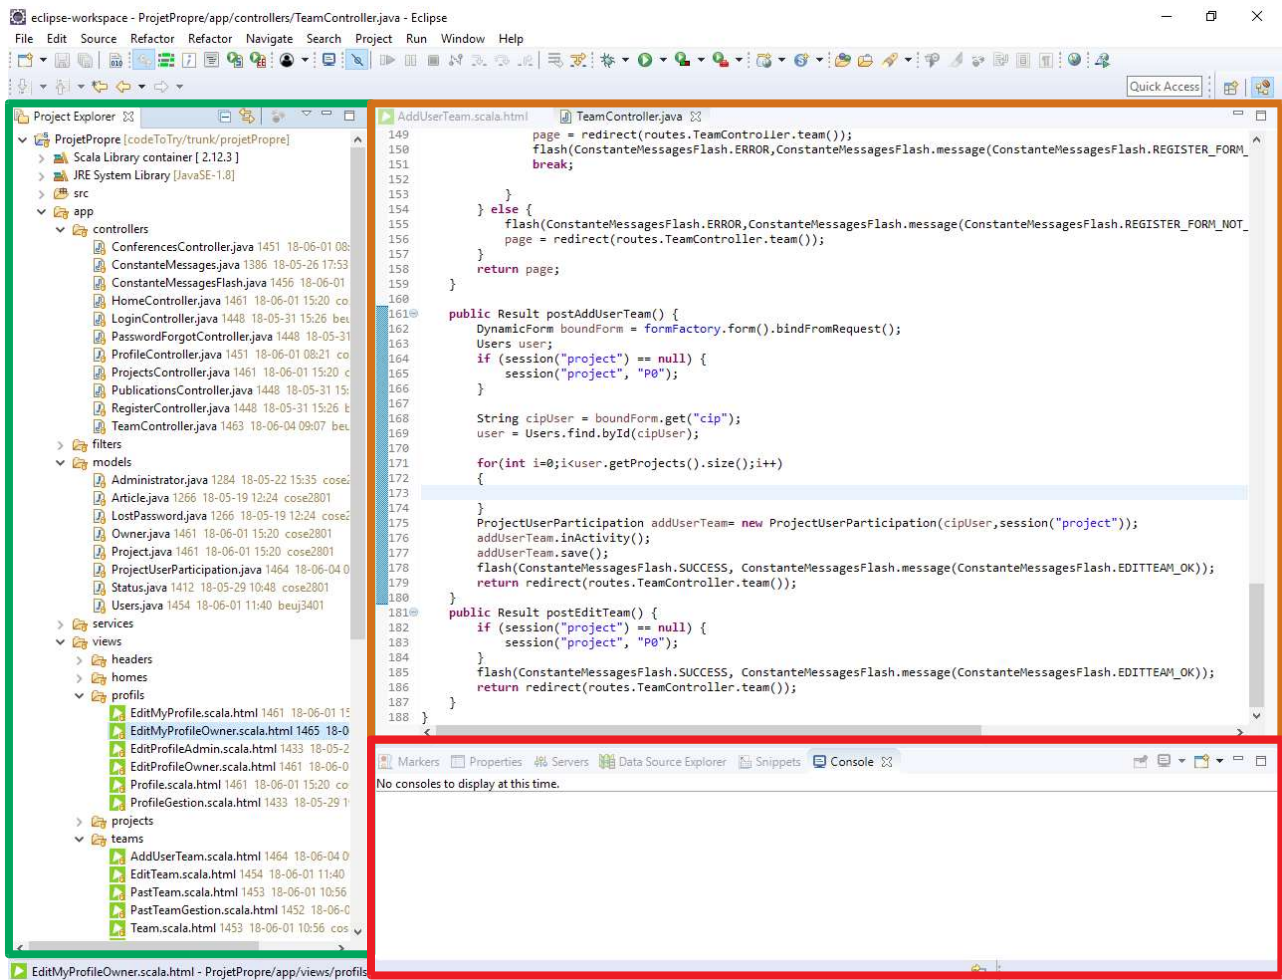 eclipse-workspace - ProjetPropre/app/controllers/TeamController.java - Eclipse
File Edit Source Refactor Refactor Navigate Search Project Run Window Help
Quick Access
Project Explorer
ProjetPropre [codeToTry/trunk/projetPropre]
Scala Library container [ 2.12.3 ]
JRE System Library [JavaSE-1.8]
src
app
controllers
ConferencesController.java 1451 18-06-01 08:
ConstanteMessages.java 1386 18-05-26 17:53
ConstanteMessagesFlash.java 1456 18-06-01
HomeController.java 1461 18-06-01 15:20 co
LoginController.java 1448 18-05-31 15:26 beu
PasswordForgotController.java 1448 18-05-31
ProfileController.java 1451 18-06-01 08:21 co
ProjectsController.java 1461 18-06-01 15:20 c
PublicationsController.java 1448 18-05-31 15:
RegisterController.java 1448 18-05-31 15:26 b
TeamController.java 1463 18-06-04 09:07 beu
filters
models
Administrator.java 1284 18-05-22 15:35 cose2
Article.java 1266 18-05-19 12:24 cose2801
LostPassword.java 1266 18-05-19 12:24 cose2
Owner.java 1461 18-06-01 15:20 cose2801
Project.java 1461 18-06-01 15:20 cose2801
ProjectUserParticipation.java 1464 18-06-04 0
Status.java 1412 18-05-29 10:48 cose2801
Users.java 1454 18-06-01 11:40 beuj3401
services
views
headers
homes
profils
EditMyProfile.scala.html 1461 18-06-01 15
EditMyProfileOwner.scala.html 1465 18-0
EditProfileAdmin.scala.html 1433 18-05-2
EditProfileOwner.scala.html 1461 18-06-0
Profile.scala.html 1461 18-06-01 15:20 co
ProfileGestion.scala.html 1433 18-05-29 1
projects
teams
AddUserTeam.scala.html 1464 18-06-04 0
EditTeam.scala.html 1454 18-06-01 11:40
PastTeam.scala.html 1453 18-06-01 10:56
PastTeamGestion.scala.html 1452 18-06-0
Team.scala.html 1453 18-06-01 10:56 cos
AddUserTeam.scala.html TeamController.java
149 page = redirect(routes.TeamController.team());
150 flash(ConstanteMessagesFlash.ERROR,ConstanteMessagesFlash.message(ConstanteMessagesFlash.REGISTER_FORM_
151 break;
152
153 }
154 } else {
155 flash(ConstanteMessagesFlash.ERROR,ConstanteMessagesFlash.message(ConstanteMessagesFlash.REGISTER_FORM_NOT_
156 page = redirect(routes.TeamController.team());
157 }
158 return page;
159 }
160
161 public Result postAddUserTeam() {
162 DynamicForm boundForm = formFactory.form().bindFromRequest();
163 Users user;
164 if (session("project") == null) {
165 session("project", "P0");
166 }
167
168 String cipUser = boundForm.get("cip");
169 user = Users.find.byId(cipUser);
170
171 for(int i=0;i<user.getProjects().size();i++)
172 {
173
174 }
175 ProjectUserParticipation addUserTeam= new ProjectUserParticipation(cipUser,session("project"));
176 addUserTeam.inActivity();
177 addUserTeam.save();
178 flash(ConstanteMessagesFlash.SUCCESS, ConstanteMessagesFlash.message(ConstanteMessagesFlash.EDITTEAM_OK));
179 return redirect(routes.TeamController.team());
180 }
181 public Result postEditTeam() {
182 if (session("project") == null) {
183 session("project", "P0");
184 }
185 flash(ConstanteMessagesFlash.SUCCESS, ConstanteMessagesFlash.message(ConstanteMessagesFlash.EDITTEAM_OK));
186 return redirect(routes.TeamController.team());
187 }
188 }
Markers Properties Servers Data Source Explorer Snippets Console
No consoles to display at this time.
EditMyProfileOwner.scala.html - ProjetPropre/app/views/profils